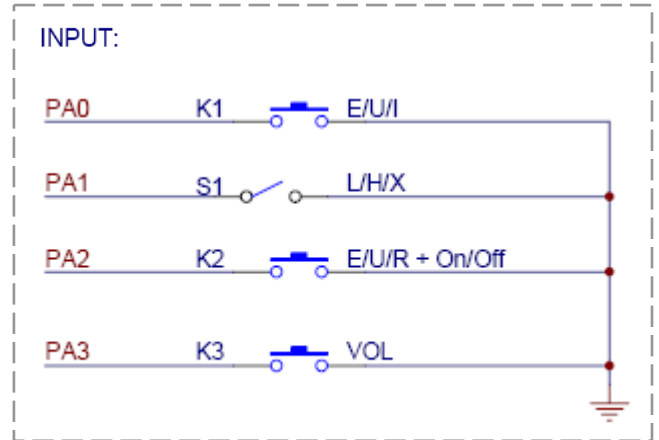 INPUT:
PA0 K1 E/U/I
PA1 S1 L/H/X
PA2 K2 E/U/R + On/Off
PA3 K3 VOL